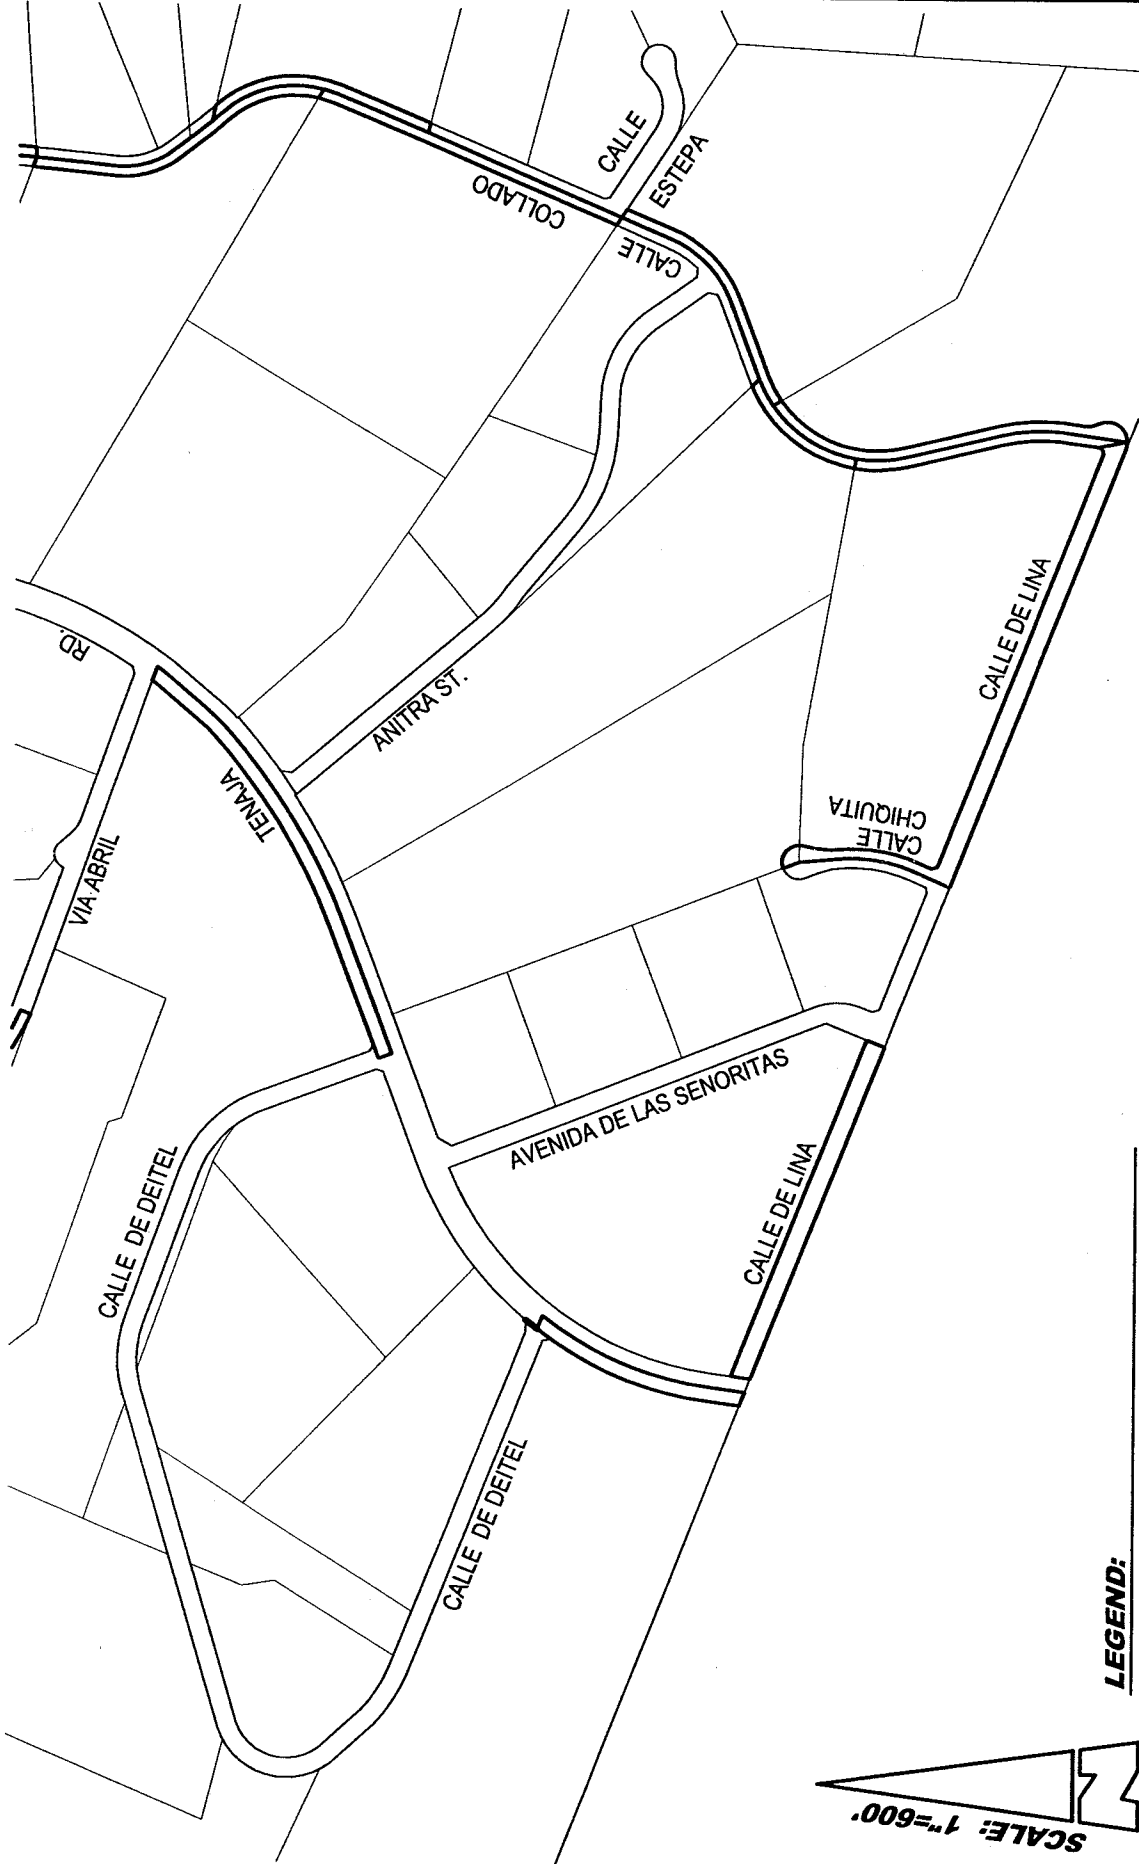 CALLE
ESTEPA
COLLADO
CALLE
RD.
TENAJA
ANITRA ST.
VIA ABRIL
CALLE DE LINA
CALLE
CHIQUITA
AVENIDA DE LAS SENORITAS
CALLE DE DEITEL
CALLE DE LINA
CALLE DE DEITEL
LEGEND:
SCALE: 1"=600'
N